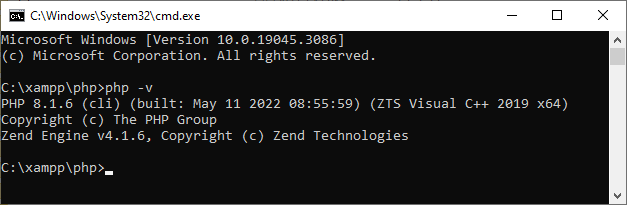 C:\Windows\System32\cmd.exe
Microsoft Windows [Version 10.0.19045.3086]
(c) Microsoft Corporation. All rights reserved.
C:\xampp\php>php -v
PHP 8.1.6 (cli) (built: May 11 2022 08:55:59) (ZTS Visual C++ 2019 x64)
Copyright (c) The PHP Group
Zend Engine v4.1.6, Copyright (c) Zend Technologies
C:\xampp\php>